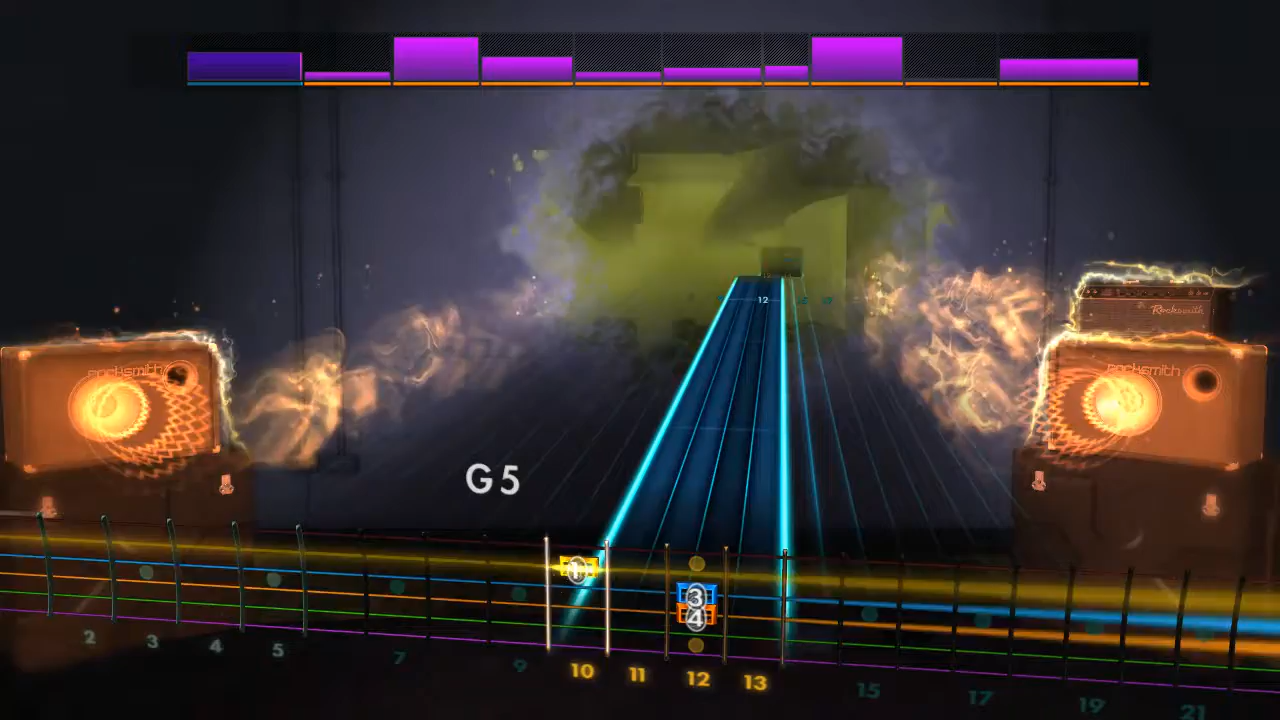 12
Rocksmith
rocksmith
rocksmith
G5
1
3
4
2 3 4 5 7 9 10 11 12 13 15 17 19 21